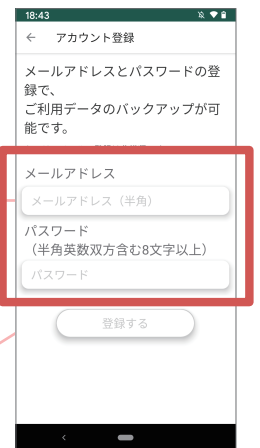 18:43
アカウント登録
メールアドレスとパスワードの登
録で、
ご利用データのバックアップが可
能です。
メールアドレス
メールアドレス（半角）
パスワード
（半角英数双方含む8文字以上）
パスワード
登録する